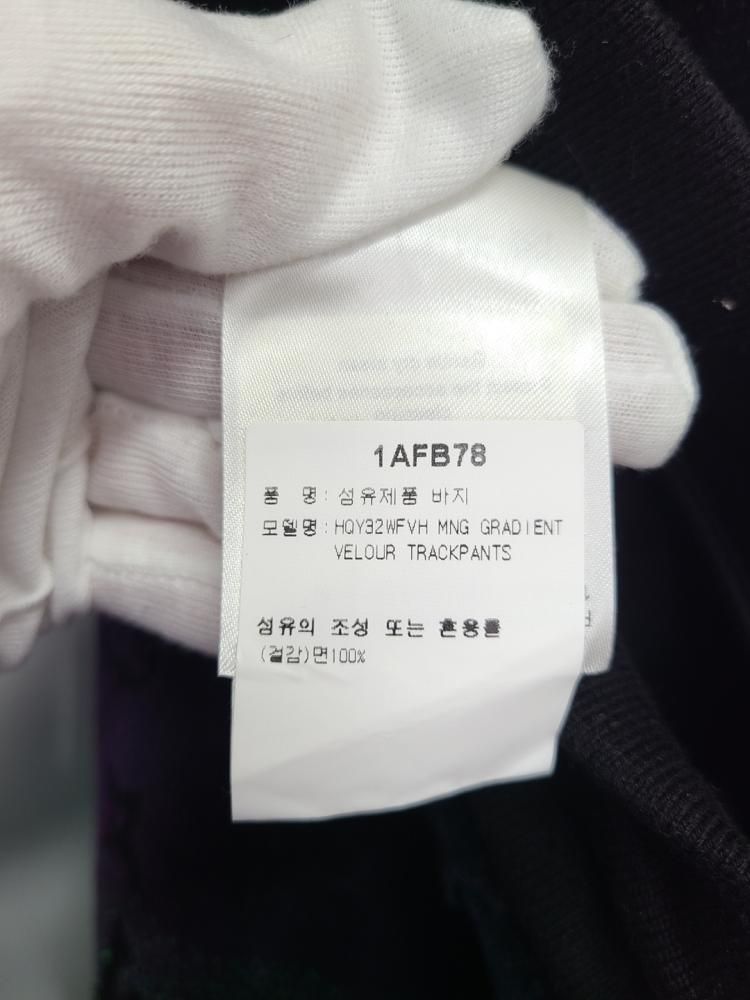 1AFB78
품 명: 섬유제품 바지
모델명: HQY32WFVH MNG GRADIENT
VELOUR TRACKPANTS
섬유의 조성 또는 혼용률
(겉감)면100%